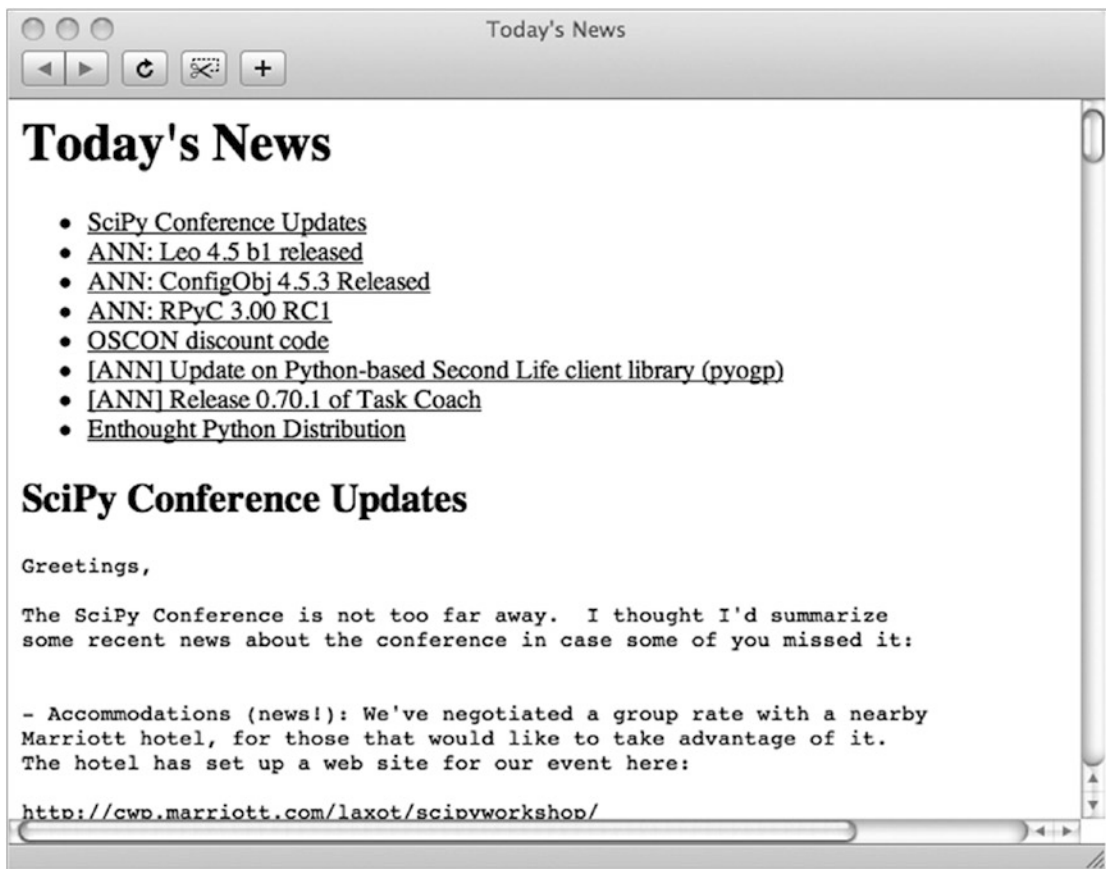 Today's News
Today's News
• SciPy Conference Updates
• ANN: Leo 4.5 b1 released
• ANN: ConfigObj 4.5.3 Released
• ANN: RPyC 3.00 RC1
• OSCON discount code
• [ANN] Update on Python-based Second Life client library (pyogp)
• [ANN] Release 0.70.1 of Task Coach
• Enthought Python Distribution
SciPy Conference Updates
Greetings,
The SciPy Conference is not too far away.  I thought I'd summarize
some recent news about the conference in case some of you missed it:
- Accommodations (news!): We've negotiated a group rate with a nearby
Marriott hotel, for those that would like to take advantage of it.
The hotel has set up a web site for our event here:
http://cwp.marriott.com/laxot/scipyworkshop/